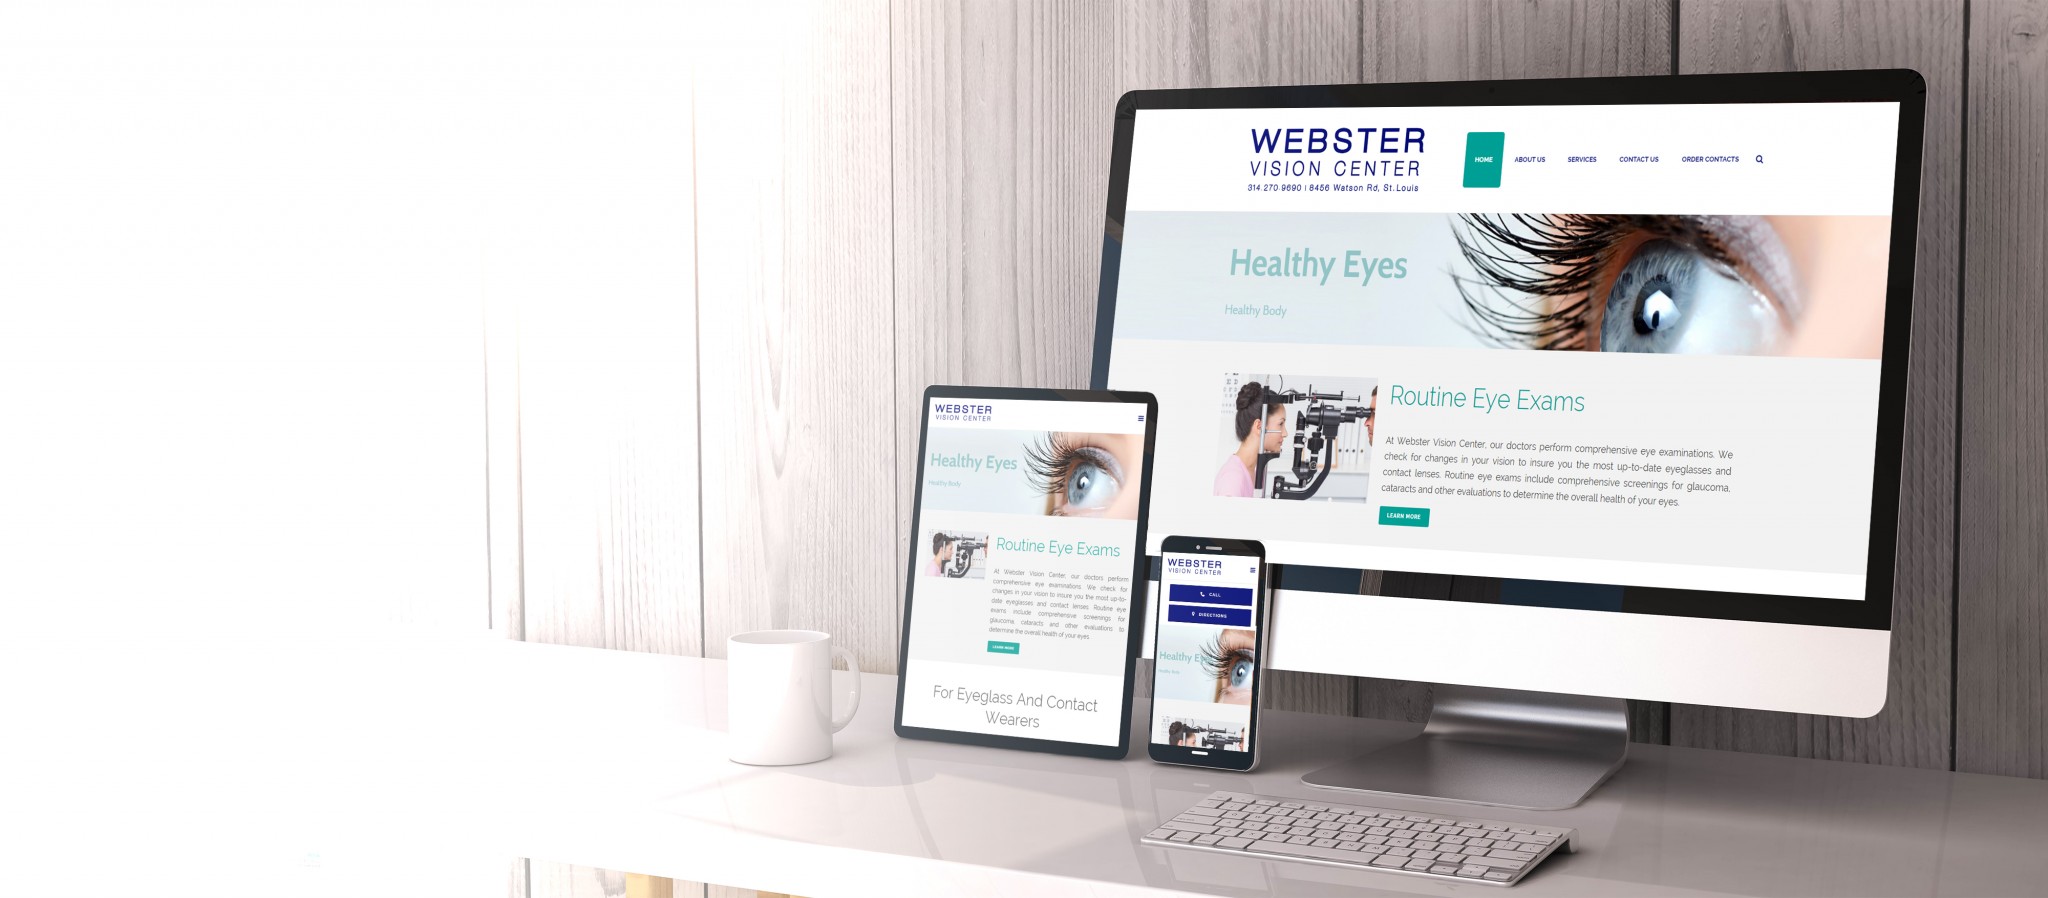 WEBSTER
VISION CENTER
314.270.9690 | 8456 Watson Rd, St.Louis
HOME
ABOUT US
SERVICES
CONTACT US
ORDER CONTACTS
Healthy Eyes
Healthy Body
Routine Eye Exams
At Webster Vision Center, our doctors perform comprehensive eye examinations. We
check for changes in your vision to insure you the most up-to-date eyeglasses and
contact lenses. Routine eye exams include comprehensive screenings for glaucoma,
cataracts and other evaluations to determine the overall health of your eyes.
LEARN MORE
WEBSTER
VISION CENTER
Healthy Eyes
Healthy Body
Routine Eye Exams
At Webster Vision Center, our doctors perform
comprehensive eye examinations. We check for
changes in your vision to insure you the most up-to-
date eyeglasses and contact lenses. Routine eye
exams include comprehensive screenings for
glaucoma, cataracts and other evaluations to
determine the overall health of your eyes
LEARN MORE
For Eyeglass And Contact
Wearers
WEBSTER
VISION CENTER
CALL
DIRECTIONS
Healthy Eyes
Healthy Body